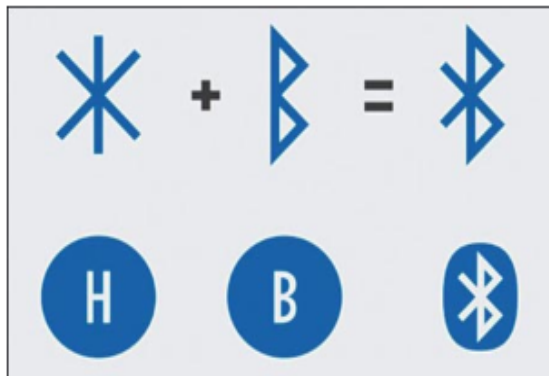 ᚼ + ᛒ =
H B